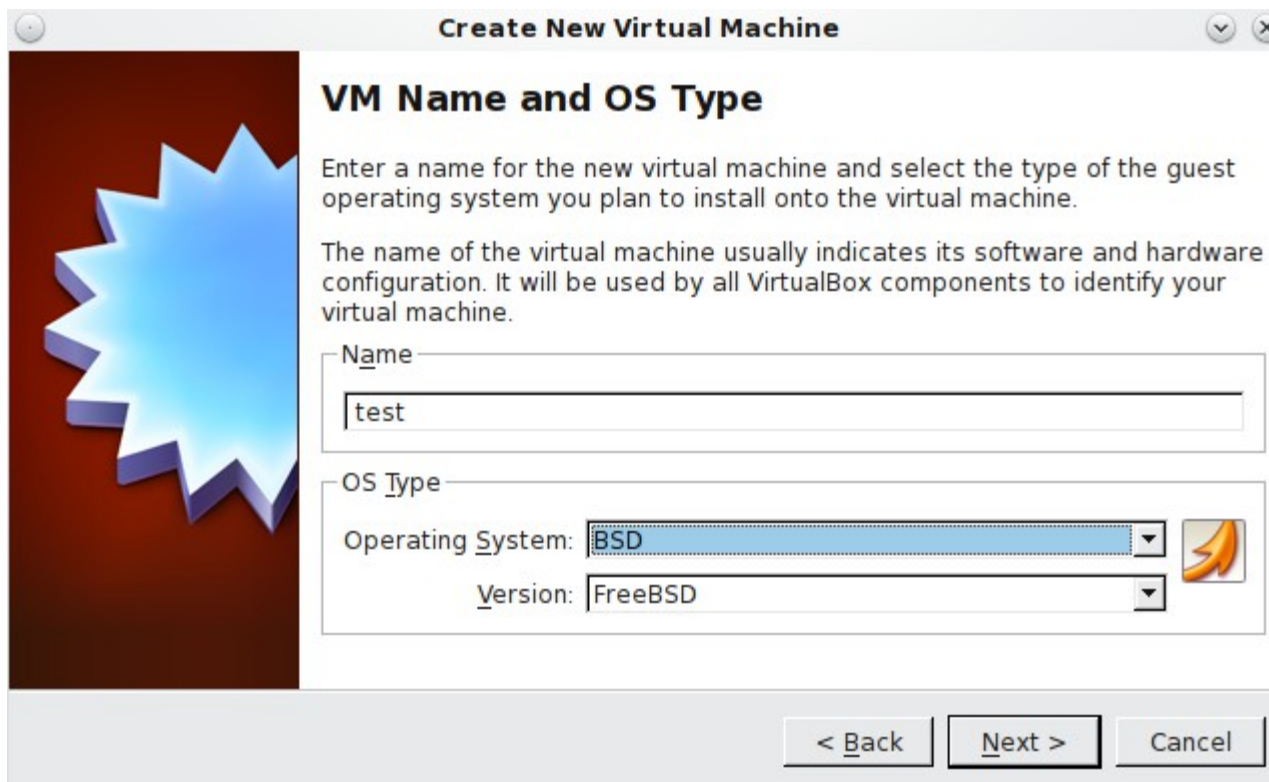 Create New Virtual Machine
VM Name and OS Type
Enter a name for the new virtual machine and select the type of the guest
operating system you plan to install onto the virtual machine.
The name of the virtual machine usually indicates its software and hardware
configuration. It will be used by all VirtualBox components to identify your
virtual machine.
Name
test
OS Type
Operating System: BSD
Version: FreeBSD
< Back Next > Cancel